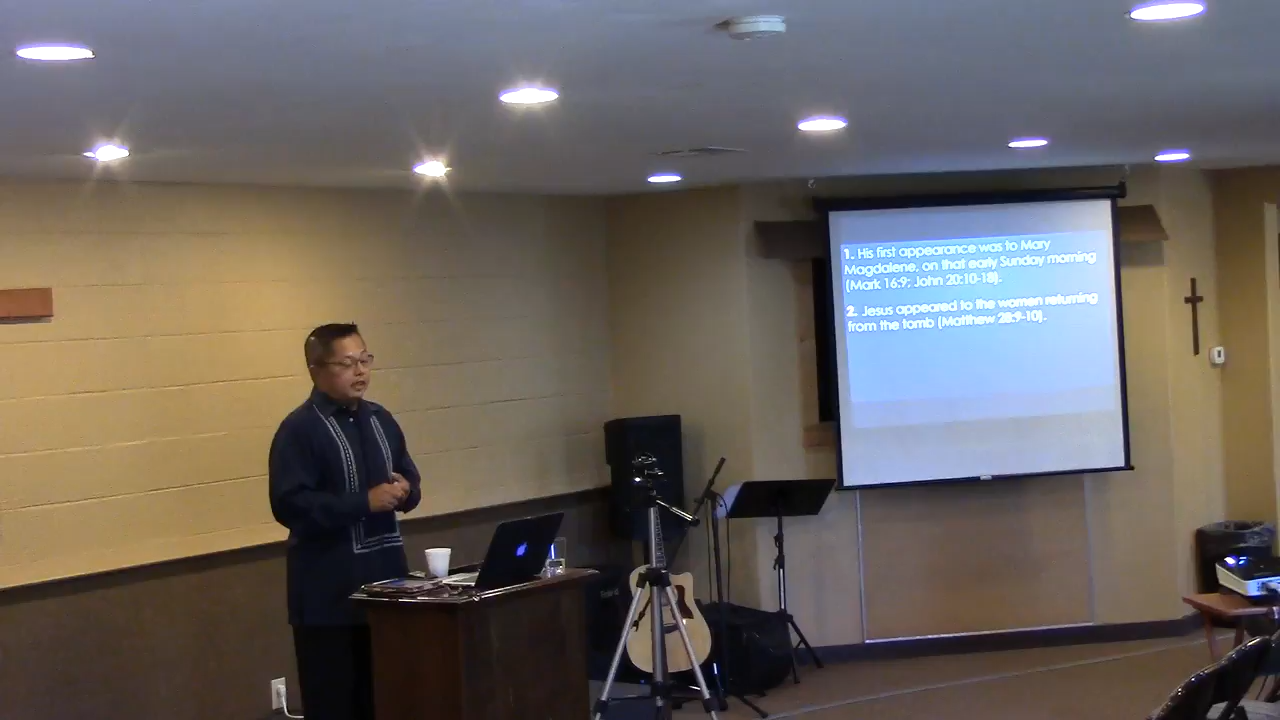 1. His first appearance was to Mary
Magdalene, on that early Sunday morning
(Mark 16:9; John 20:10-18).
2. Jesus appeared to the women returning
from the tomb (Matthew 28:9-10).